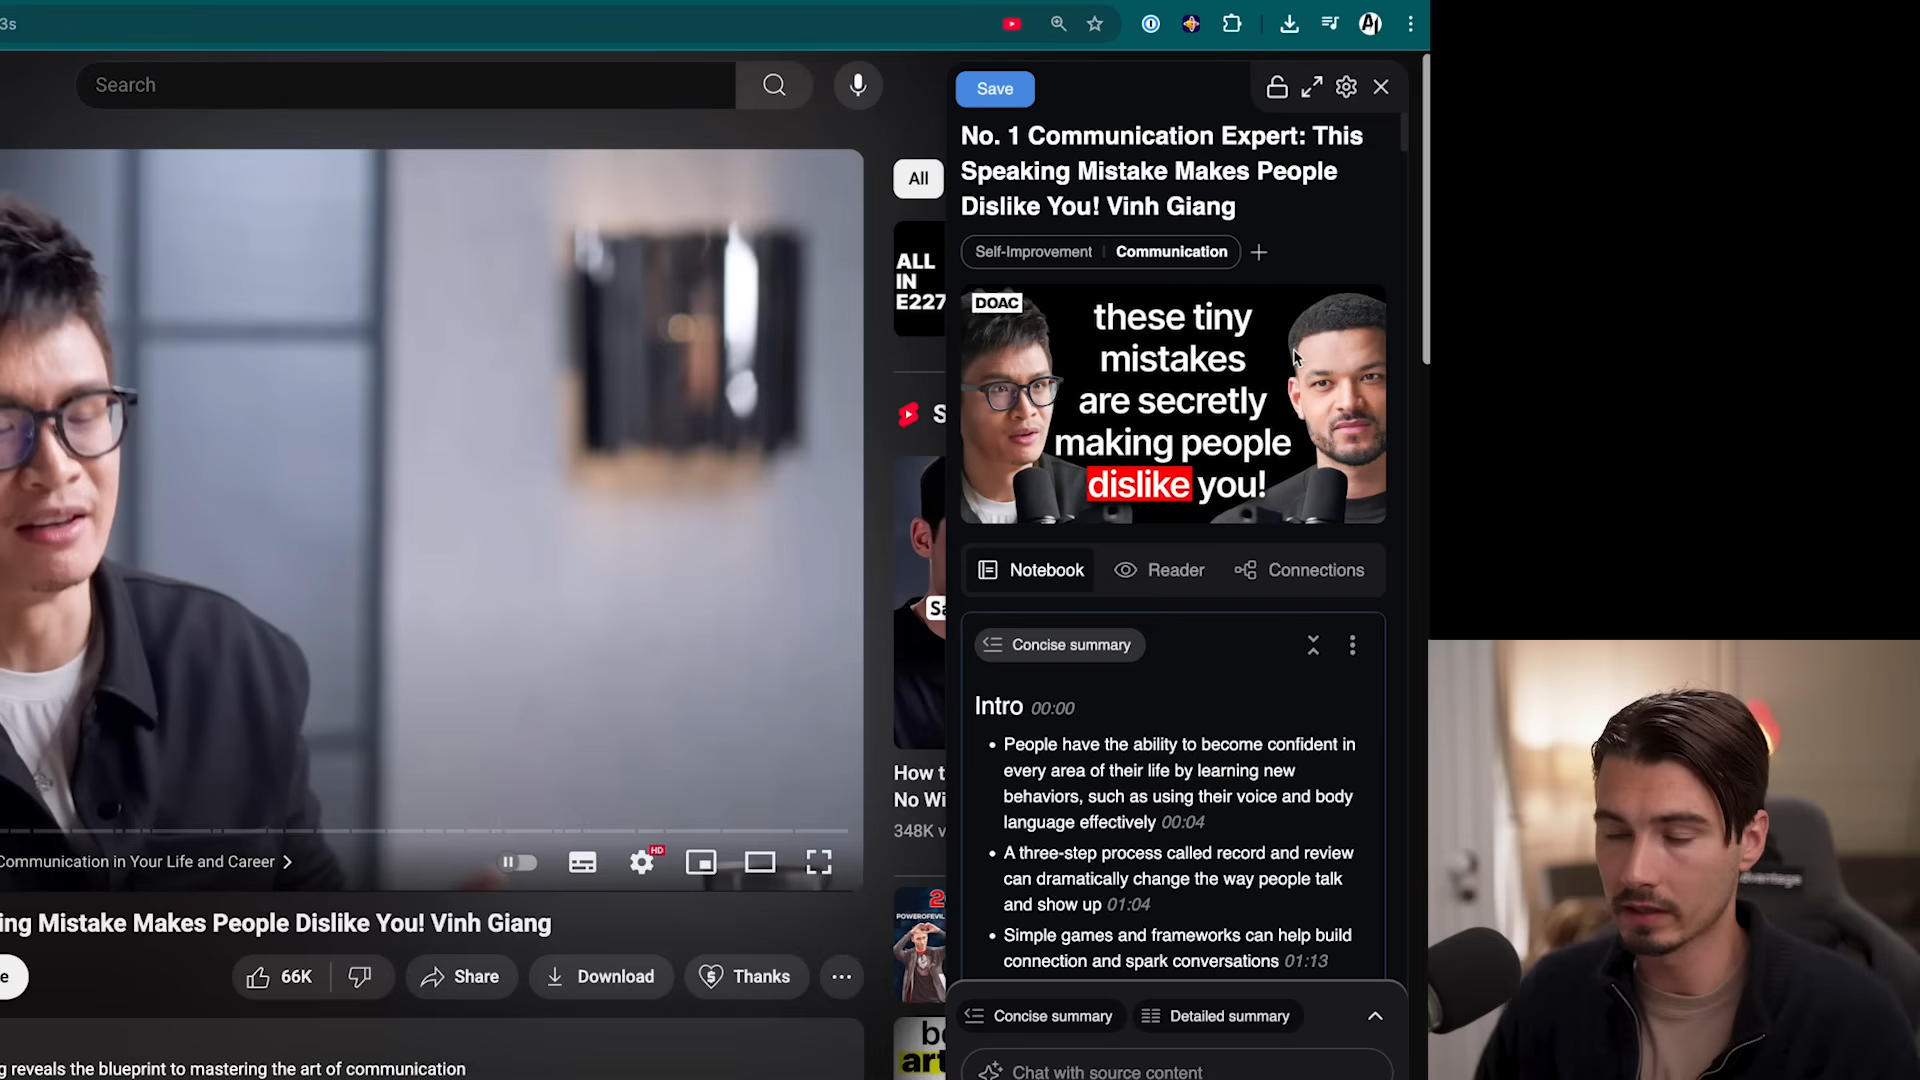 3s
Search
All
ALL
IN
E227
S
Sa
How t
No Wi
348K v
2
POWEROFEVIL
Save
No. 1 Communication Expert: This
Speaking Mistake Makes People
Dislike You! Vinh Giang
Self-Improvement
Communication
DOAC
these tiny
mistakes
are secretly
making people
dislike you!
Notebook
Reader
Connections
Concise summary
Intro 00:00
• People have the ability to become confident in
every area of their life by learning new
behaviors, such as using their voice and body
language effectively 00:04
• A three-step process called record and review
can dramatically change the way people talk
and show up 01:04
• Simple games and frameworks can help build
connection and spark conversations 01:13
Concise summary
Detailed summary
Chat with source content
Communication in Your Life and Career
HD
ing Mistake Makes People Dislike You! Vinh Giang
e
66K
Share
Download
Thanks
g reveals the blueprint to mastering the art of communication